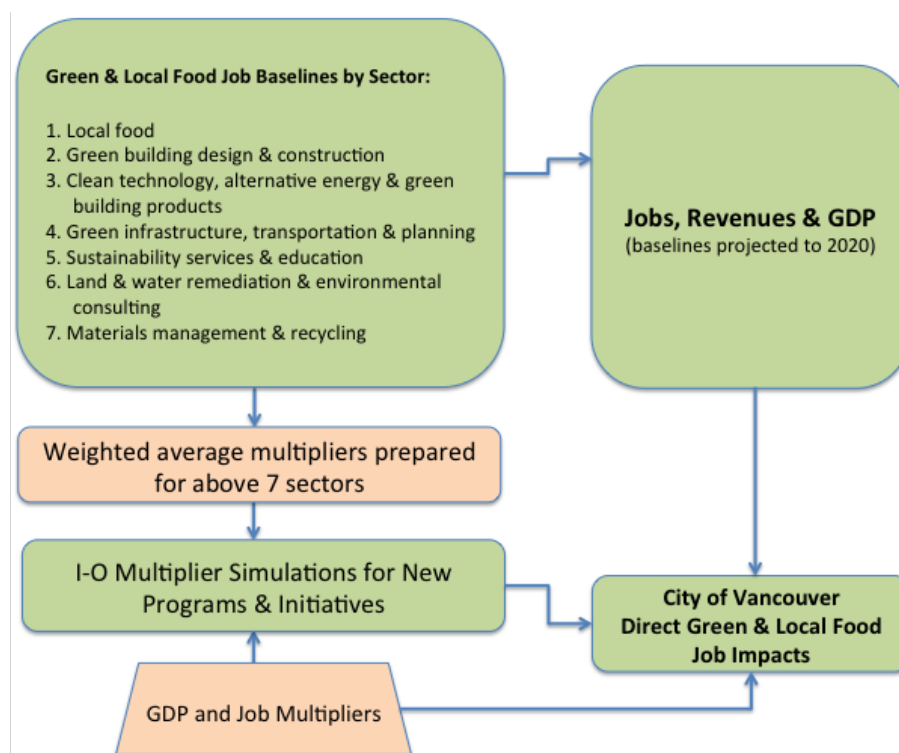 Green & Local Food Job Baselines by Sector:
1. Local food
2. Green building design & construction
3. Clean technology, alternative energy & green
building products
4. Green infrastructure, transportation & planning
5. Sustainability services & education
6. Land & water remediation & environmental
consulting
7. Materials management & recycling
Jobs, Revenues & GDP
(baselines projected to 2020)
Weighted average multipliers prepared
for above 7 sectors
I-O Multiplier Simulations for New
Programs & Initiatives
City of Vancouver
Direct Green & Local Food
Job Impacts
GDP and Job Multipliers